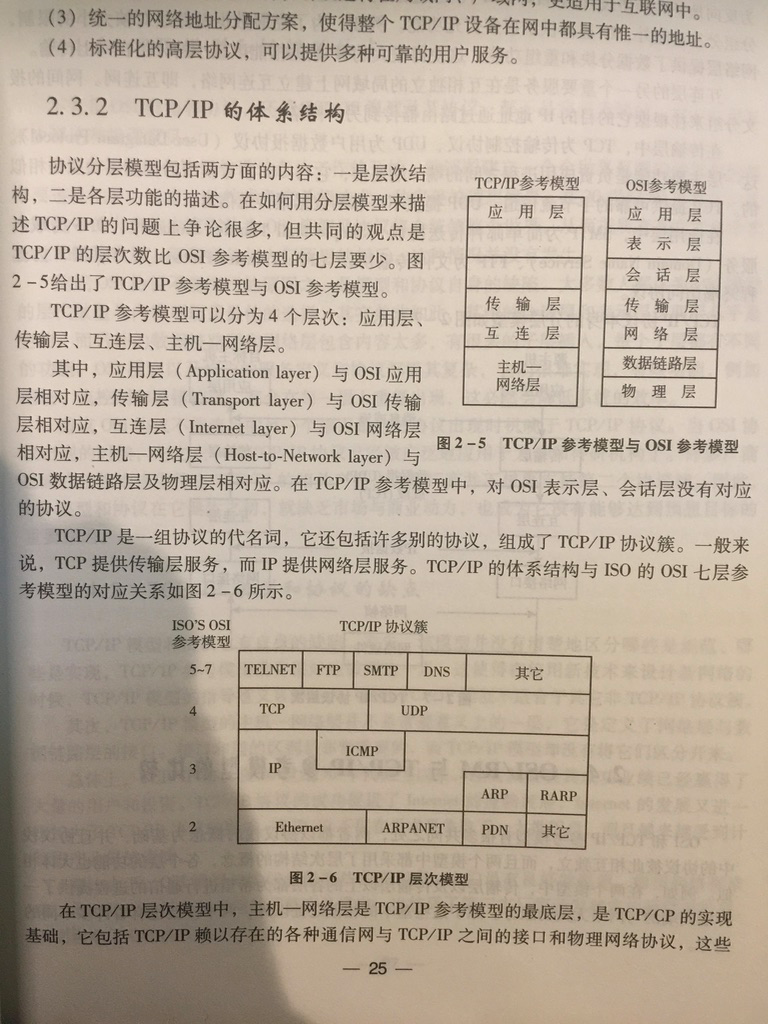 域网，更适用于互联网中。
（3）统一的网络地址分配方案，使得整个 TCP/IP 设备在网中都具有惟一的地址。
（4）标准化的高层协议，可以提供多种可靠的用户服务。
2.3.2 TCP/IP 的体系结构
协议分层模型包括两方面的内容：一是层次结
构，二是各层功能的描述。在如何用分层模型来描
述 TCP/IP 的问题上争论很多，但共同的观点是
TCP/IP 的层次数比 OSI 参考模型的七层要少。图
2-5给出了 TCP/IP 参考模型与 OSI 参考模型。
TCP/IP 参考模型可以分为 4 个层次：应用层、
传输层、互连层、主机—网络层。
其中，应用层（Application layer）与 OSI 应用
层相对应，传输层（Transport layer）与 OSI 传输
层相对应，互连层（Internet layer）与 OSI 网络层
相对应，主机—网络层（Host-to-Network layer）与
OSI 数据链路层及物理层相对应。在 TCP/IP 参考模型中，对 OSI 表示层、会话层没有对应
的协议。
TCP/IP参考模型
应用层
传输层
互连层
主机—
网络层
OSI参考模型
应用层
表示层
会话层
传输层
网络层
数据链路层
物理层
图 2-5 TCP/IP 参考模型与 OSI 参考模型
TCP/IP 是一组协议的代名词，它还包括许多别的协议，组成了 TCP/IP 协议簇。一般来
说，TCP 提供传输层服务，而 IP 提供网络层服务。TCP/IP 的体系结构与 ISO 的 OSI 七层参
考模型的对应关系如图 2-6 所示。
ISO'S OSI
参考模型
TCP/IP 协议簇
5~7 TELNET FTP SMTP DNS 其它
4 TCP UDP
ICMP
3 IP
ARP RARP
2 Ethernet ARPANET PDN 其它
图 2-6 TCP/IP 层次模型
在 TCP/IP 层次模型中，主机—网络层是 TCP/IP 参考模型的最底层，是 TCP/CP 的实现
基础，它包括 TCP/IP 赖以存在的各种通信网与 TCP/IP 之间的接口和物理网络协议，这些
— 25 —